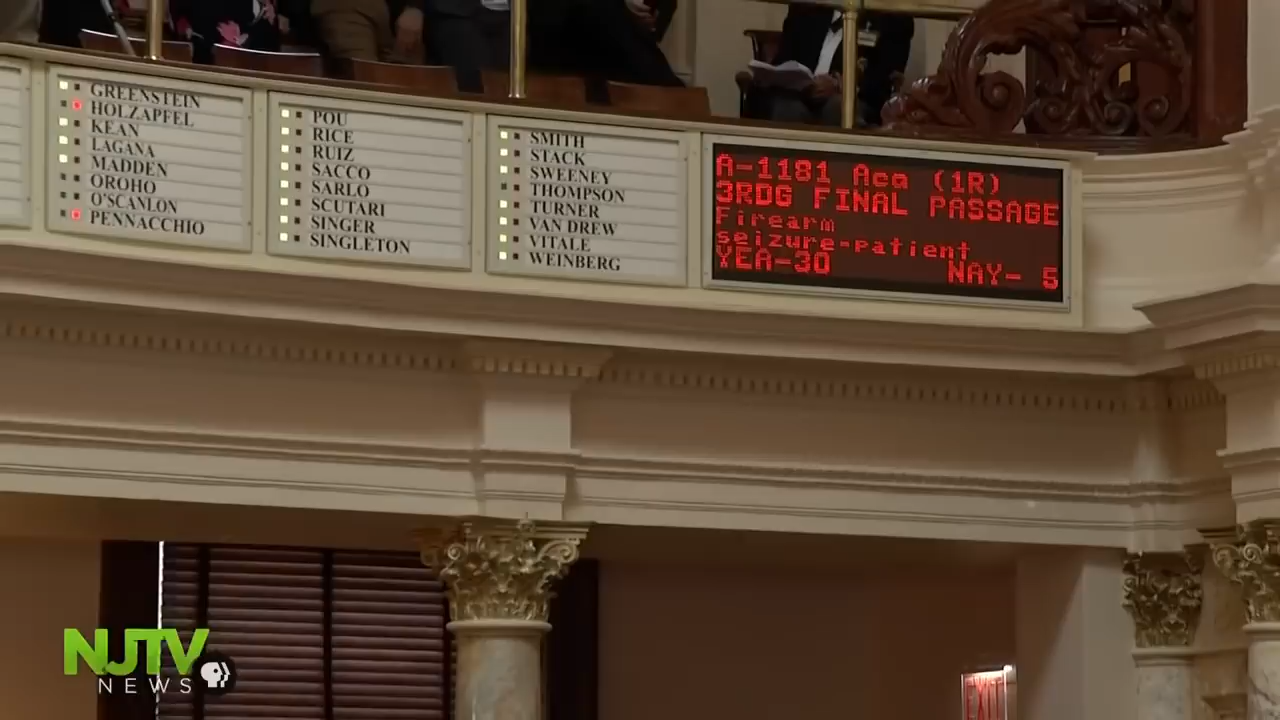 GREENSTEIN
HOLZAPFEL
KEAN
LAGANA
MADDEN
OROHO
O'SCANLON
PENNACCHIO
POU
RICE
RUIZ
SACCO
SARLO
SCUTARI
SINGER
SINGLETON
SMITH
STACK
SWEENEY
THOMPSON
TURNER
VAN DREW
VITALE
WEINBERG
A-1181 Aca (1R)
3RDG FINAL PASSAGE
Firearm
seizure-patient
YEA-30 NAY- 5
NJTV
NEWS
EXIT